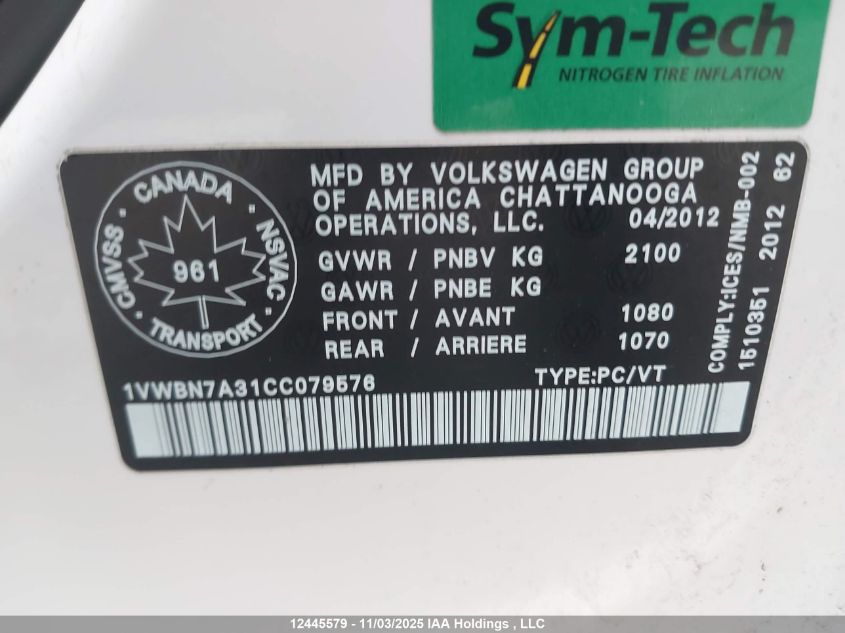 Sym-Tech
NITROGEN TIRE INFLATION
CANADA
CMVSS · NSVAC
961
TRANSPORT
MFD BY VOLKSWAGEN GROUP
OF AMERICA CHATTANOOGA
OPERATIONS, LLC. 04/2012
GVWR / PNBV KG 2100
GAWR / PNBE KG
FRONT / AVANT 1080
REAR / ARRIERE 1070
COMPLY:ICES/NMB-002
1510351 2012 62
1VWBN7A31CC079576 TYPE:PC/VT
12445579 - 11/03/2025 IAA Holdings , LLC